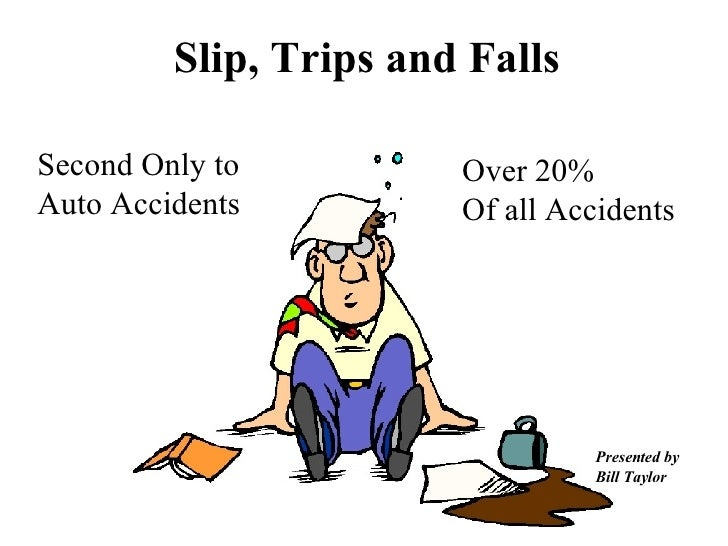 Slip, Trips and Falls
Second Only to
Auto Accidents
Over 20%
Of all Accidents
Presented by
Bill Taylor